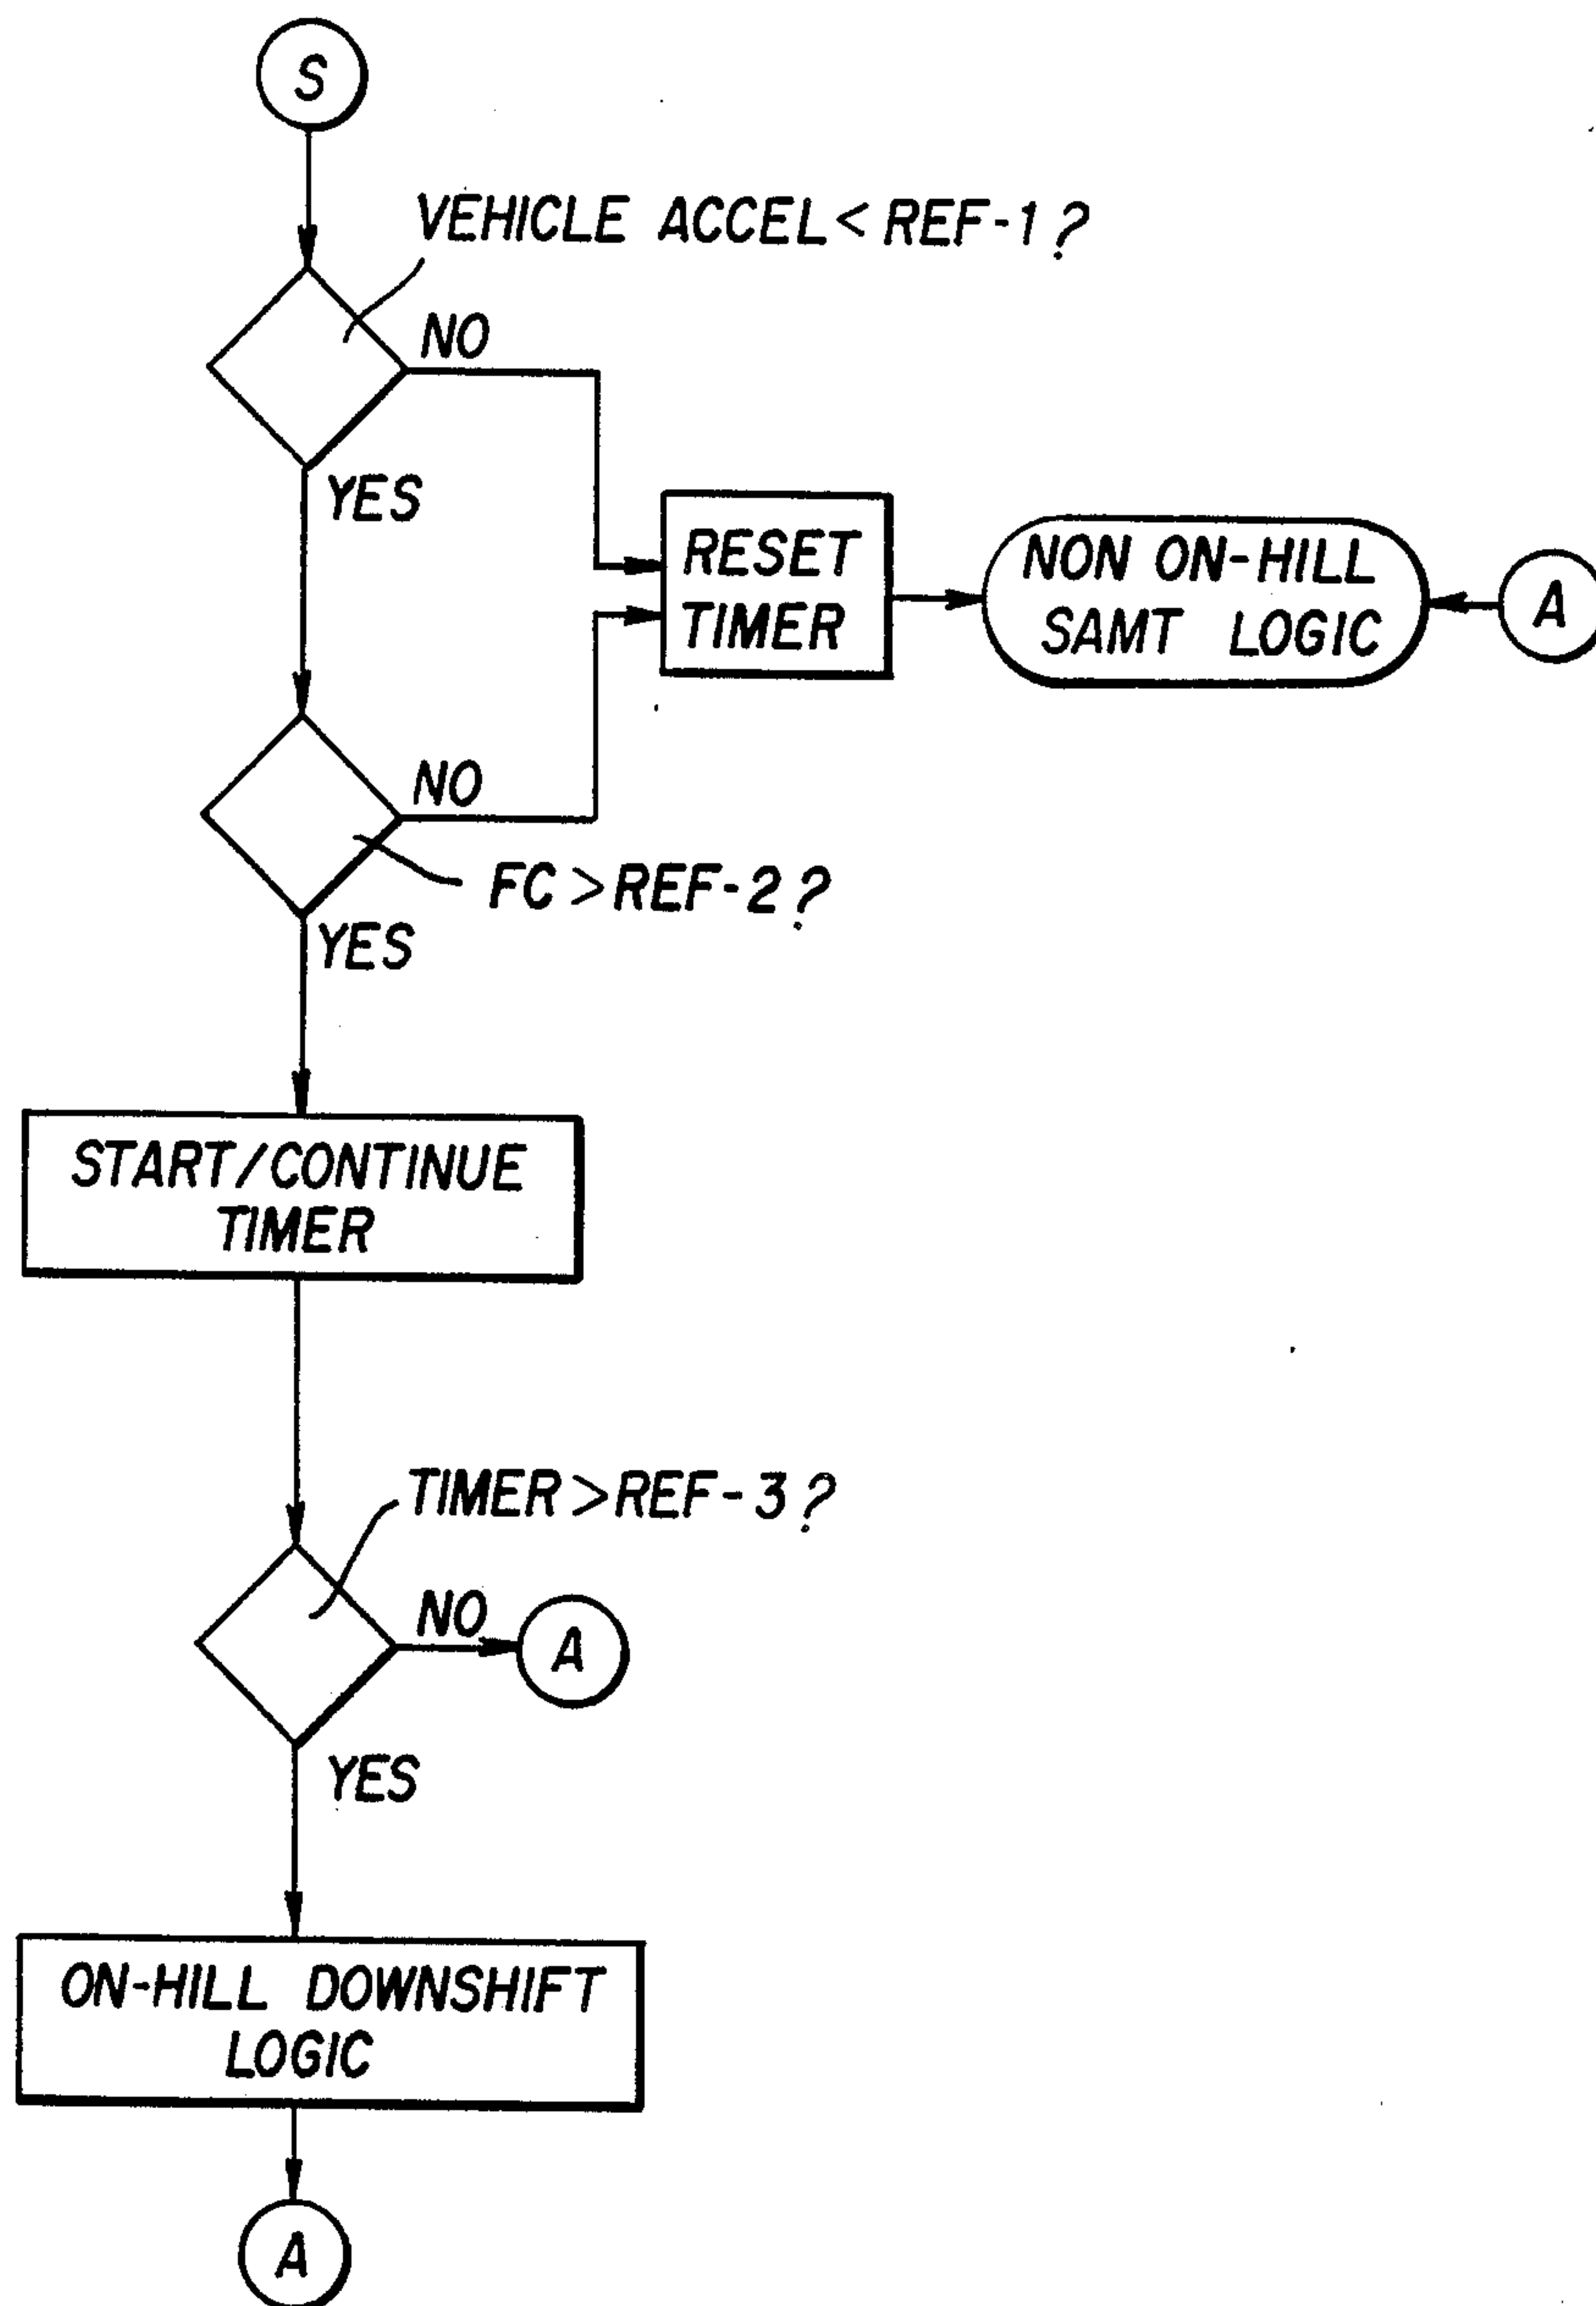 S
VEHICLE ACCEL < REF-1?
NO
YES
RESET
TIMER
NON ON-HILL
SAMT LOGIC
A
NO
FC > REF-2?
YES
START/CONTINUE
TIMER
TIMER > REF-3?
NO
A
YES
ON-HILL DOWNSHIFT
LOGIC
A